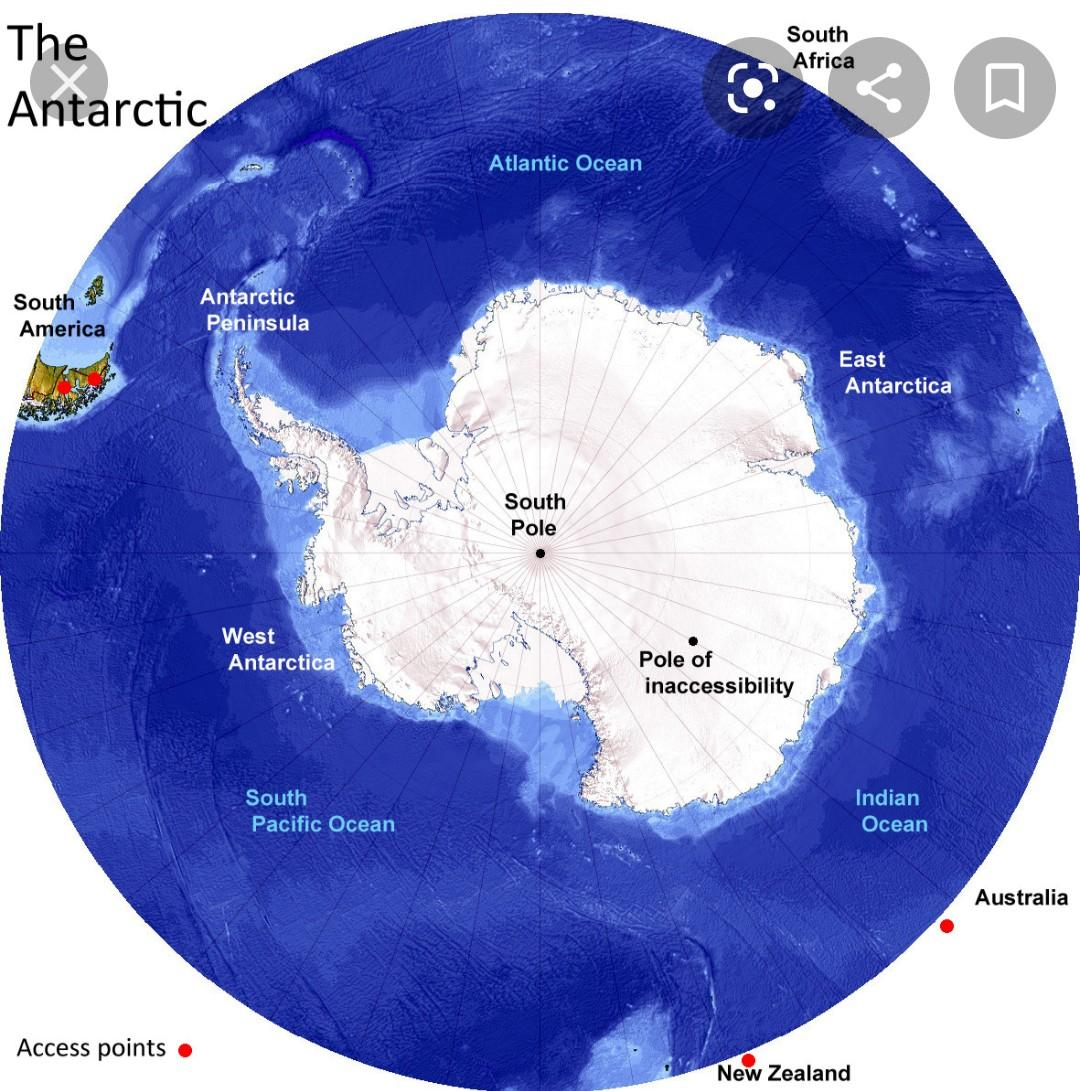 The
Antarctic
South
Africa
Atlantic Ocean
South
America
Antarctic
Peninsula
East
Antarctica
South
Pole
West
Antarctica
Pole of
inaccessibility
South
Pacific Ocean
Indian
Ocean
Australia
Access points
New Zealand